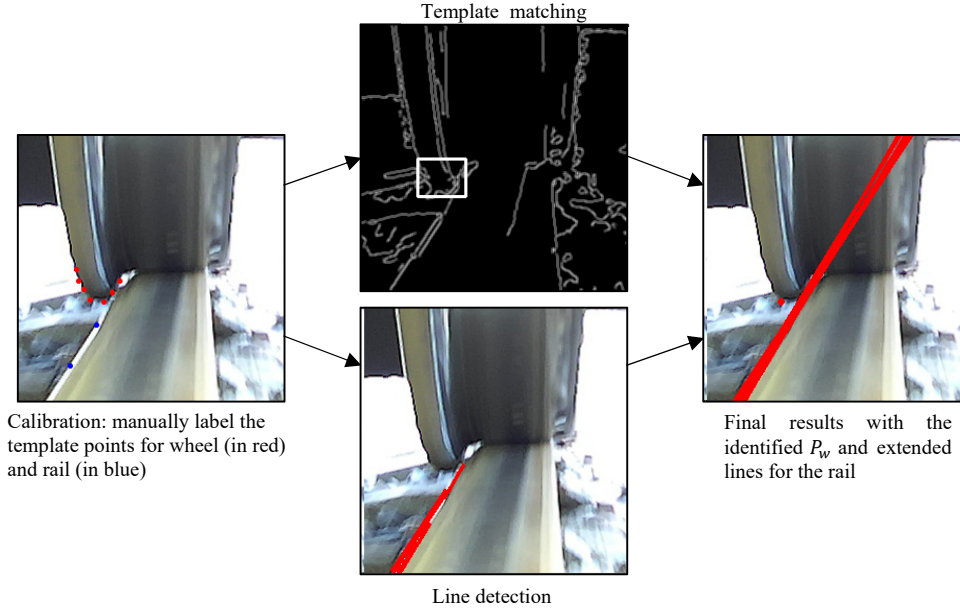 Template matching
Calibration: manually label the
template points for wheel (in red)
and rail (in blue)
Line detection
Final results with the
identified P_w and extended
lines for the rail